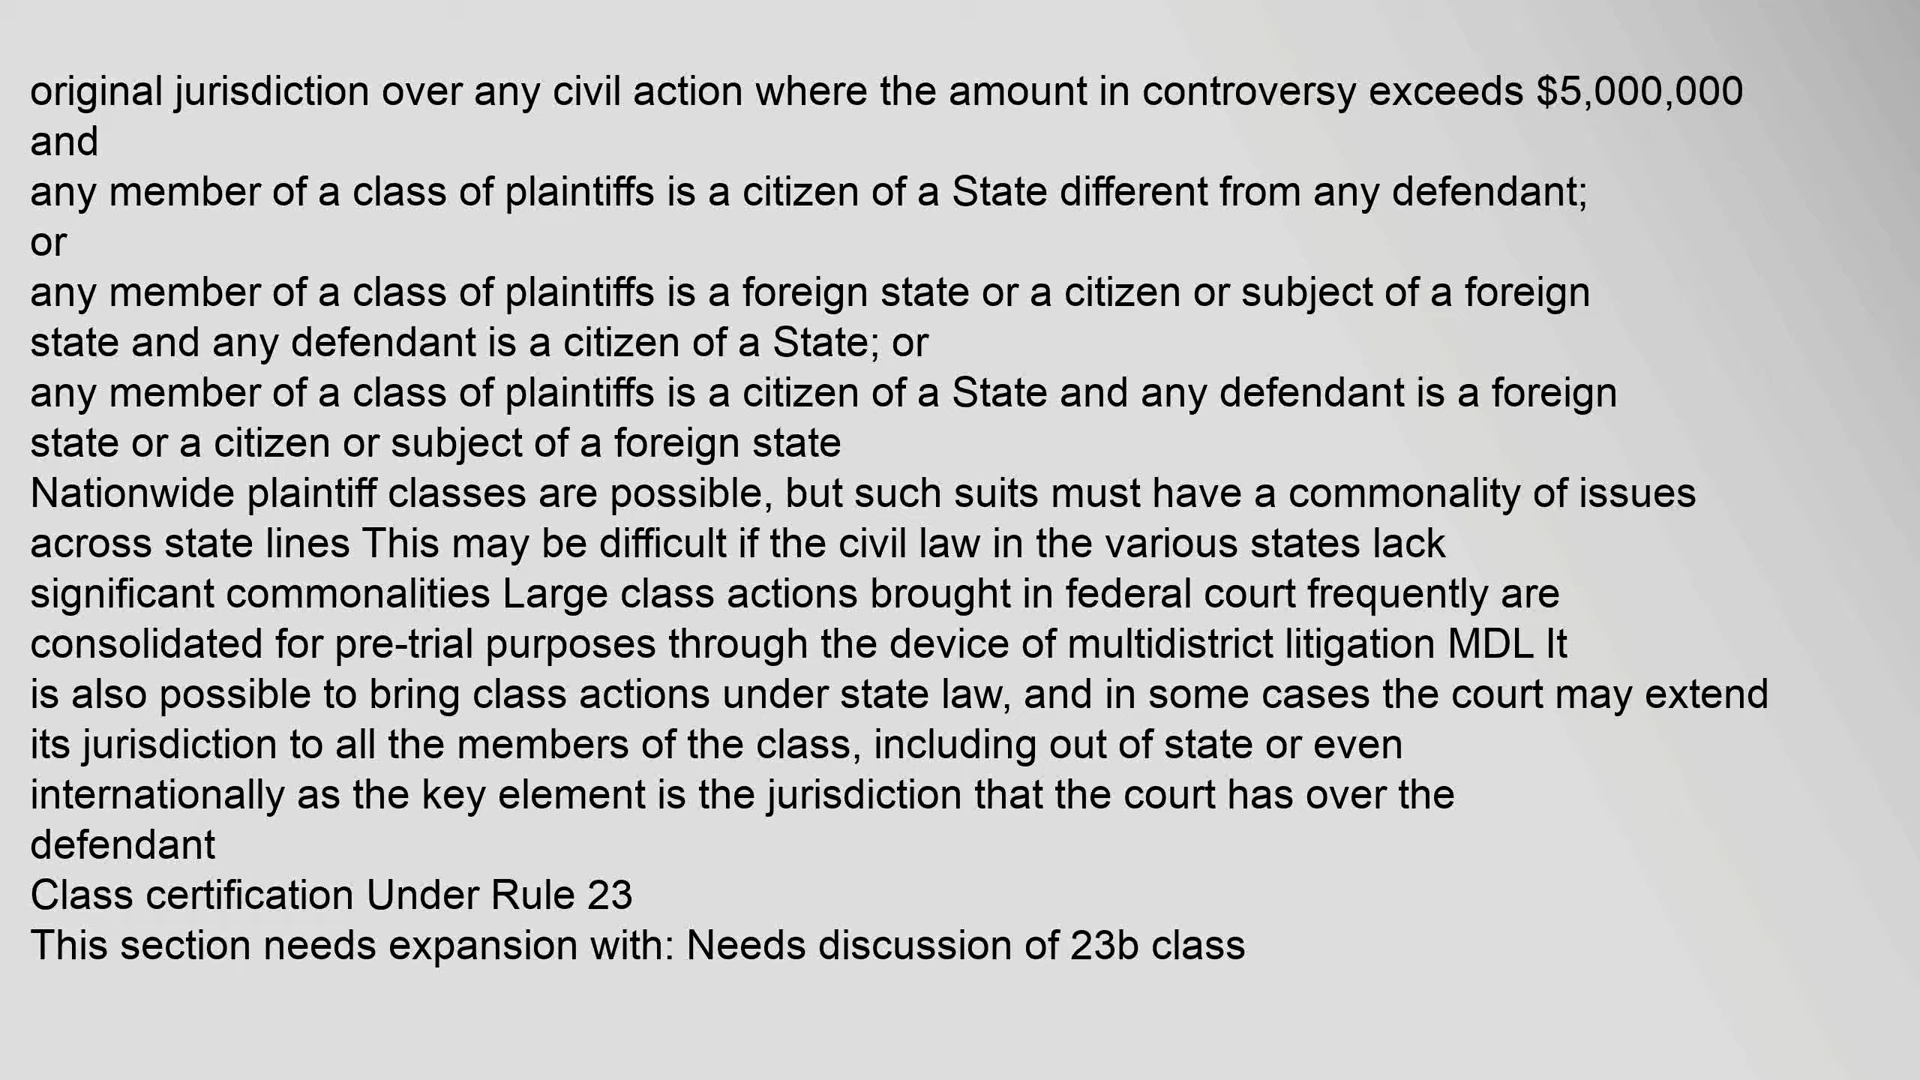 original jurisdiction over any civil action where the amount in controversy exceeds $5,000,000
and
any member of a class of plaintiffs is a citizen of a State different from any defendant;
or
any member of a class of plaintiffs is a foreign state or a citizen or subject of a foreign
state and any defendant is a citizen of a State; or
any member of a class of plaintiffs is a citizen of a State and any defendant is a foreign
state or a citizen or subject of a foreign state
Nationwide plaintiff classes are possible, but such suits must have a commonality of issues
across state lines This may be difficult if the civil law in the various states lack
significant commonalities Large class actions brought in federal court frequently are
consolidated for pre-trial purposes through the device of multidistrict litigation MDL It
is also possible to bring class actions under state law, and in some cases the court may extend
its jurisdiction to all the members of the class, including out of state or even
internationally as the key element is the jurisdiction that the court has over the
defendant
Class certification Under Rule 23
This section needs expansion with: Needs discussion of 23b class